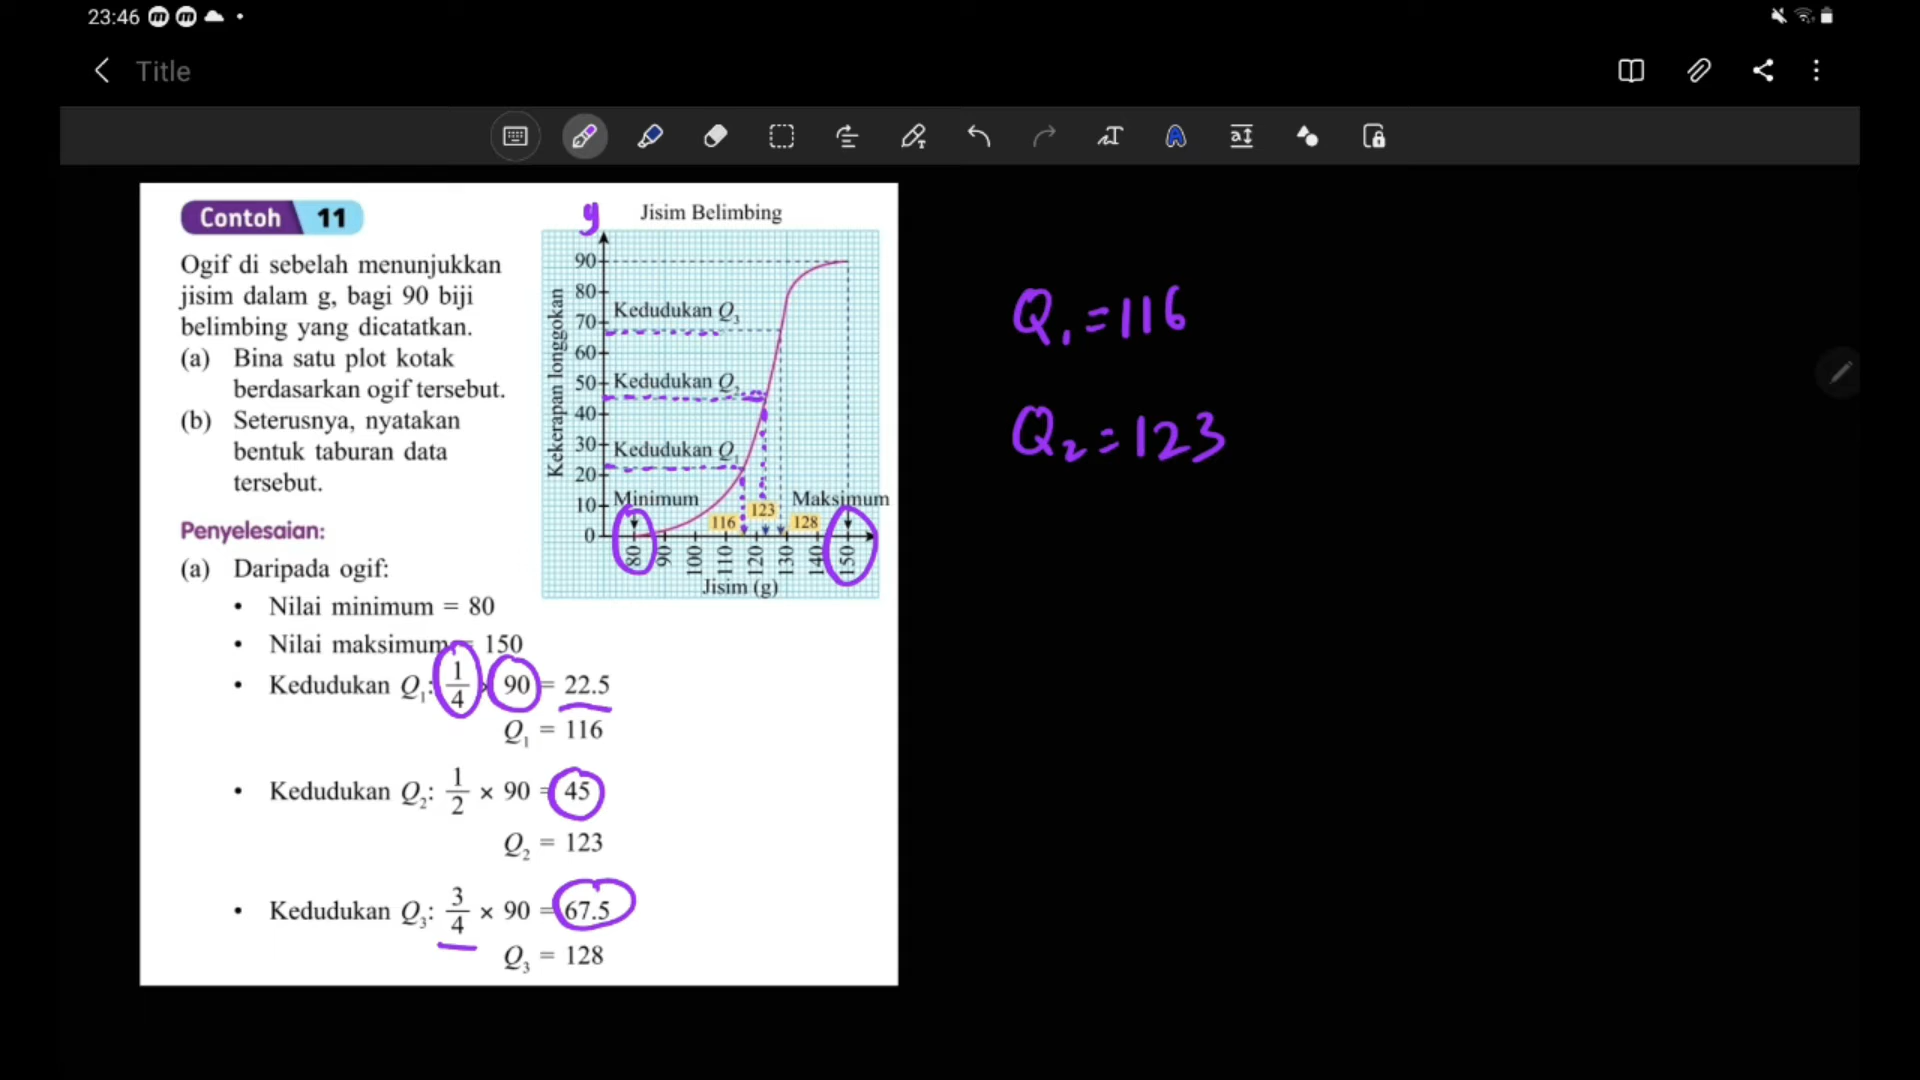 23:46
Title
Contoh 11
Ogif di sebelah menunjukkan
jisim dalam g, bagi 90 biji
belimbing yang dicatatkan.
(a) Bina satu plot kotak
berdasarkan ogif tersebut.
(b) Seterusnya, nyatakan
bentuk taburan data
tersebut.
y
Jisim Belimbing
Kekerapan longgokan
90
80
70
60
50
40
30
20
10
0
Kedudukan Q₃
Kedudukan Q₂
Kedudukan Q₁
Minimum
Maksimum
116
123
128
80 90 100 110 120 130 140 150
Jisim (g)
Penyelesaian:
(a) Daripada ogif:
• Nilai minimum = 80
• Nilai maksimum = 150
• Kedudukan Q₁: 1/4 × 90 = 22.5
Q₁ = 116
• Kedudukan Q₂: 1/2 × 90 = 45
Q₂ = 123
• Kedudukan Q₃: 3/4 × 90 = 67.5
Q₃ = 128
Q₁ = 116
Q₂ = 123